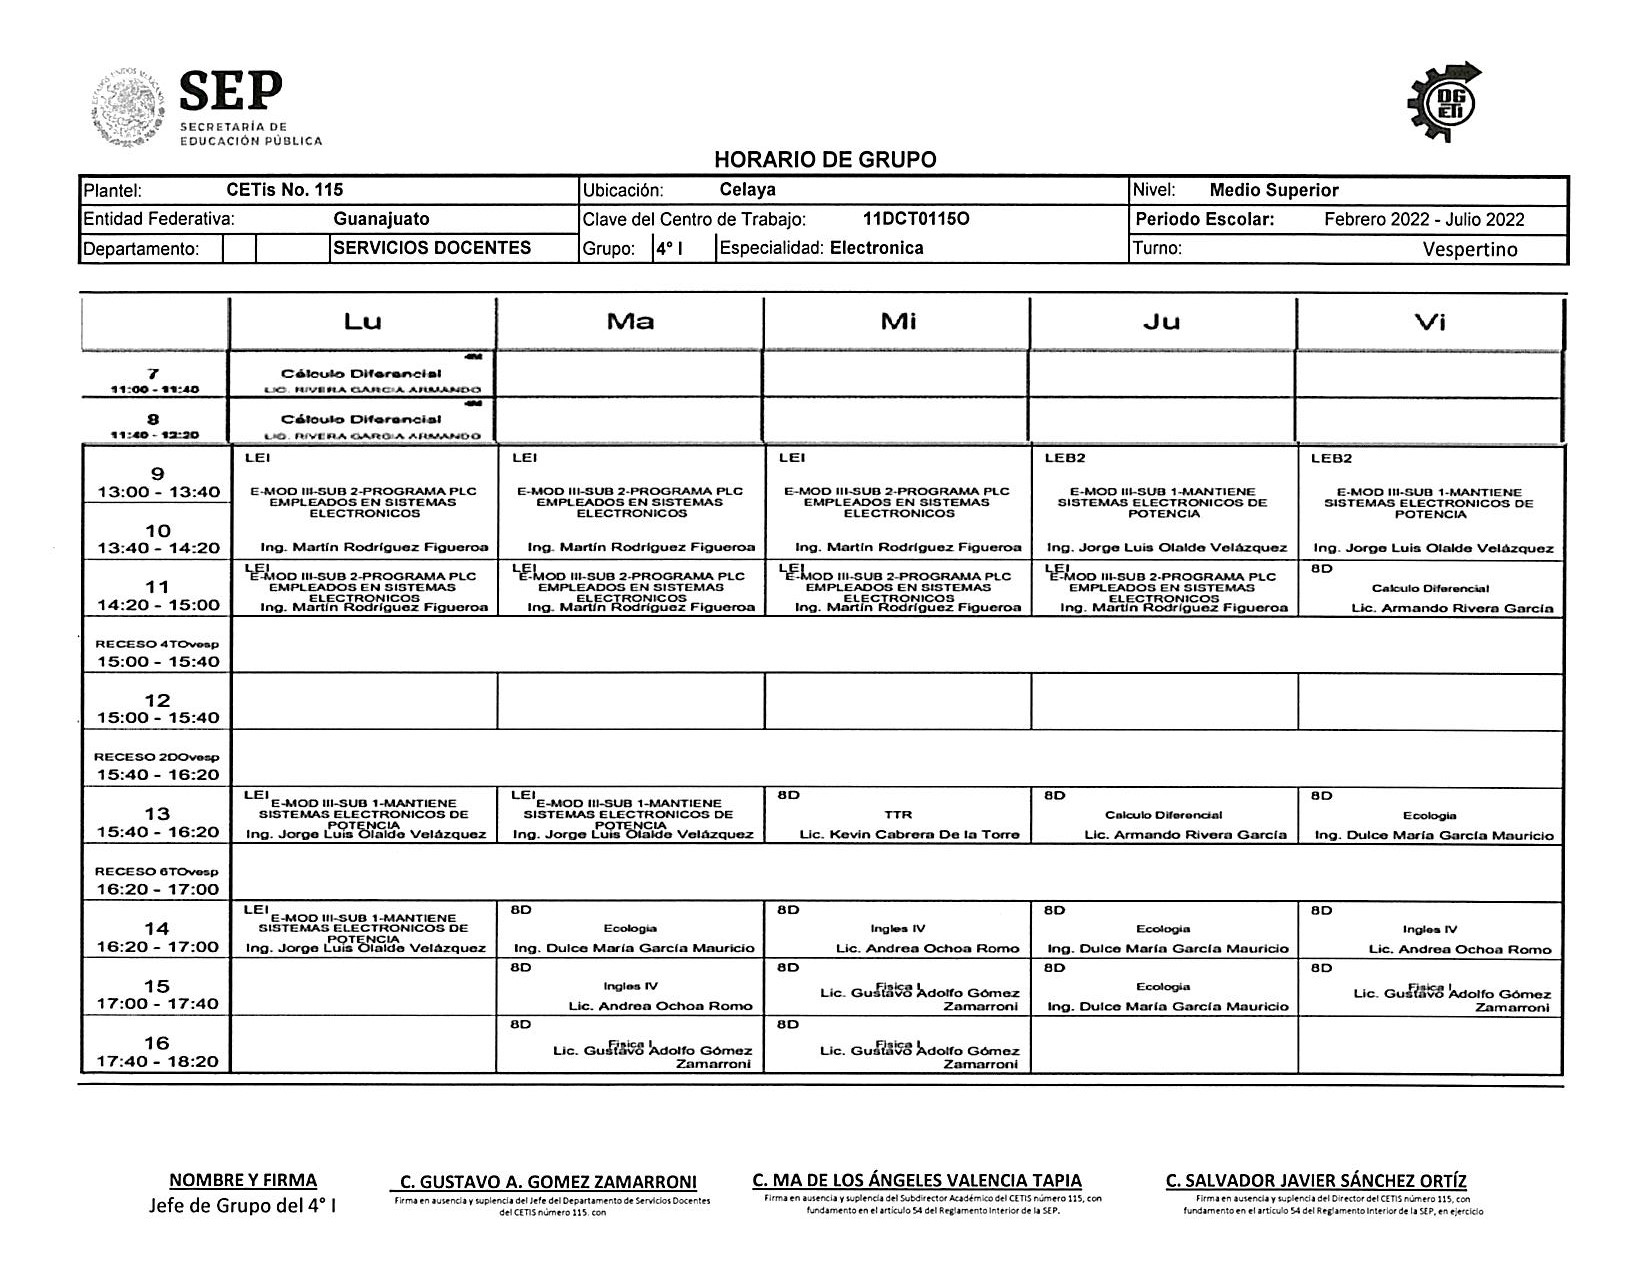 SEP
SECRETARÍA DE
EDUCACIÓN PÚBLICA
DG
ETi
HORARIO DE GRUPO
Plantel: CETis No. 115 Ubicación: Celaya Nivel: Medio Superior
Entidad Federativa: Guanajuato Clave del Centro de Trabajo: 11DCT0115O Periodo Escolar: Febrero 2022 - Julio 2022
Departamento: SERVICIOS DOCENTES Grupo: 4° I Especialidad: Electronica Turno: Vespertino
Lu Ma Mi Ju Vi
7
11:00 - 11:40
Cálculo Diferencial
LIC. RIVERA GARCIA ARMANDO
8
11:40 - 12:20
Cálculo Diferencial
LIC. RIVERA GARCIA ARMANDO
9
13:00 - 13:40
10
13:40 - 14:20
LEI
E-MOD III-SUB 2-PROGRAMA PLC
EMPLEADOS EN SISTEMAS
ELECTRONICOS
Ing. Martín Rodríguez Figueroa
LEI
E-MOD III-SUB 2-PROGRAMA PLC
EMPLEADOS EN SISTEMAS
ELECTRONICOS
Ing. Martín Rodríguez Figueroa
LEI
E-MOD III-SUB 2-PROGRAMA PLC
EMPLEADOS EN SISTEMAS
ELECTRONICOS
Ing. Martín Rodríguez Figueroa
LEB2
E-MOD III-SUB 1-MANTIENE
SISTEMAS ELECTRONICOS DE
POTENCIA
Ing. Jorge Luis Olalde Velázquez
LEB2
E-MOD III-SUB 1-MANTIENE
SISTEMAS ELECTRONICOS DE
POTENCIA
Ing. Jorge Luis Olalde Velázquez
11
14:20 - 15:00
LEI
E-MOD III-SUB 2-PROGRAMA PLC
EMPLEADOS EN SISTEMAS
ELECTRONICOS
Ing. Martín Rodríguez Figueroa
LEI
E-MOD III-SUB 2-PROGRAMA PLC
EMPLEADOS EN SISTEMAS
ELECTRONICOS
Ing. Martín Rodríguez Figueroa
LEI
E-MOD III-SUB 2-PROGRAMA PLC
EMPLEADOS EN SISTEMAS
ELECTRONICOS
Ing. Martín Rodríguez Figueroa
LEI
E-MOD III-SUB 2-PROGRAMA PLC
EMPLEADOS EN SISTEMAS
ELECTRONICOS
Ing. Martín Rodríguez Figueroa
8D
Calculo Diferencial
Lic. Armando Rivera García
RECESO 4TOvesp
15:00 - 15:40
12
15:00 - 15:40
RECESO 2DOvesp
15:40 - 16:20
13
15:40 - 16:20
LEI
E-MOD III-SUB 1-MANTIENE
SISTEMAS ELECTRONICOS DE
POTENCIA
Ing. Jorge Luis Olalde Velázquez
LEI
E-MOD III-SUB 1-MANTIENE
SISTEMAS ELECTRONICOS DE
POTENCIA
Ing. Jorge Luis Olalde Velázquez
8D
TTR
Lic. Kevin Cabrera De la Torre
8D
Calculo Diferencial
Lic. Armando Rivera García
8D
Ecologia
Ing. Dulce María García Mauricio
RECESO 6TOvesp
16:20 - 17:00
14
16:20 - 17:00
LEI
E-MOD III-SUB 1-MANTIENE
SISTEMAS ELECTRONICOS DE
POTENCIA
Ing. Jorge Luis Olalde Velázquez
8D
Ecologia
Ing. Dulce María García Mauricio
8D
Ingles IV
Lic. Andrea Ochoa Romo
8D
Ecologia
Ing. Dulce María García Mauricio
8D
Ingles IV
Lic. Andrea Ochoa Romo
15
17:00 - 17:40
8D
Ingles IV
Lic. Andrea Ochoa Romo
8D
Fisica I
Lic. Gustavo Adolfo Gómez
Zamarroni
8D
Ecologia
Ing. Dulce María García Mauricio
8D
Fisica I
Lic. Gustavo Adolfo Gómez
Zamarroni
16
17:40 - 18:20
8D
Fisica I
Lic. Gustavo Adolfo Gómez
Zamarroni
8D
Fisica I
Lic. Gustavo Adolfo Gómez
Zamarroni
NOMBRE Y FIRMA
Jefe de Grupo del 4° I
C. GUSTAVO A. GOMEZ ZAMARRONI
Firma en ausencia y suplencia del Jefe del Departamento de Servicios Docentes
del CETIS número 115. con
C. MA DE LOS ÁNGELES VALENCIA TAPIA
Firma en ausencia y suplencia del Subdirector Académico del CETIS número 115, con
fundamento en el artículo 54 del Reglamento Interior de la SEP.
C. SALVADOR JAVIER SÁNCHEZ ORTÍZ
Firma en ausencia y suplencia del Director del CETIS número 115, con
fundamento en el artículo 54 del Reglamento Interior de la SEP, en ejercicio